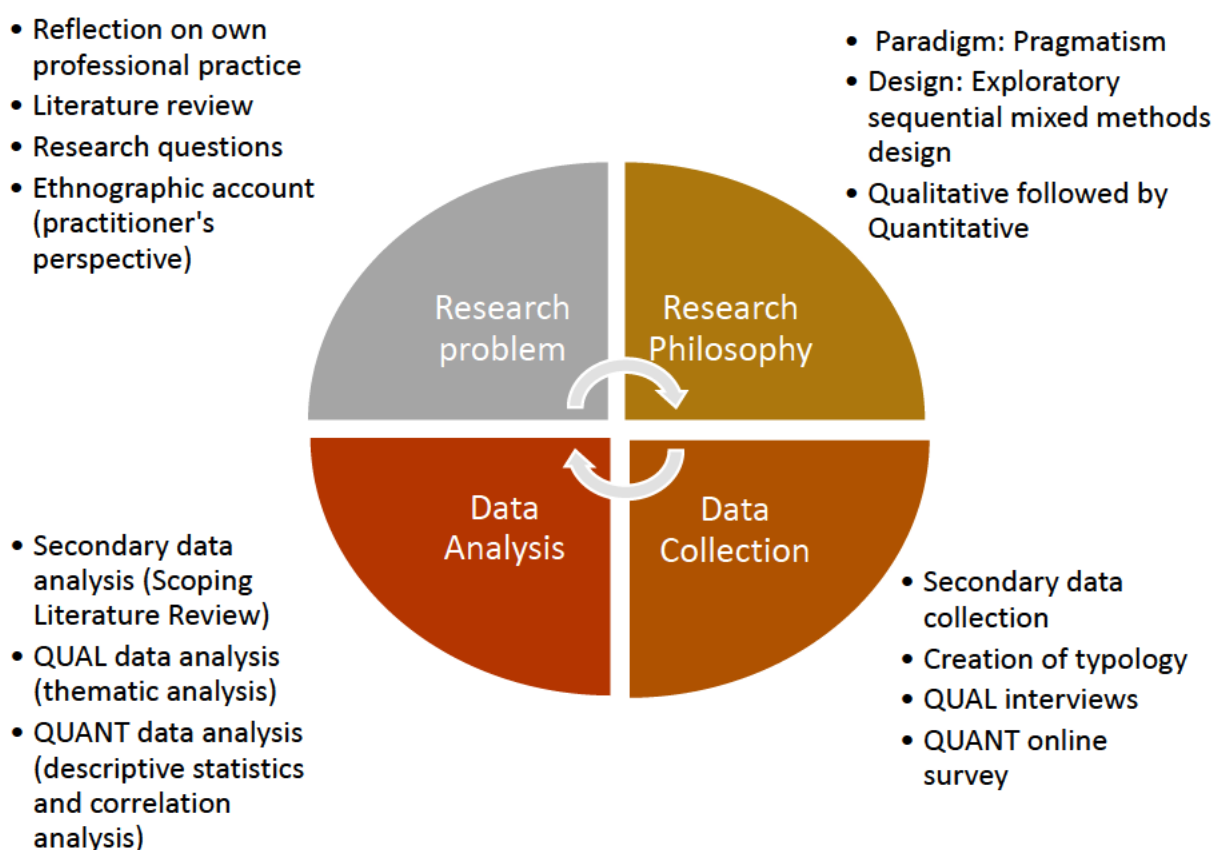 • Reflection on own
professional practice
• Literature review
• Research questions
• Ethnographic account
(practitioner's
perspective)
• Paradigm: Pragmatism
• Design: Exploratory
sequential mixed methods
design
• Qualitative followed by
Quantitative
Research
problem
Research
Philosophy
Data
Analysis
Data
Collection
• Secondary data
analysis (Scoping
Literature Review)
• QUAL data analysis
(thematic analysis)
• QUANT data analysis
(descriptive statistics
and correlation
analysis)
• Secondary data
collection
• Creation of typology
• QUAL interviews
• QUANT online
survey